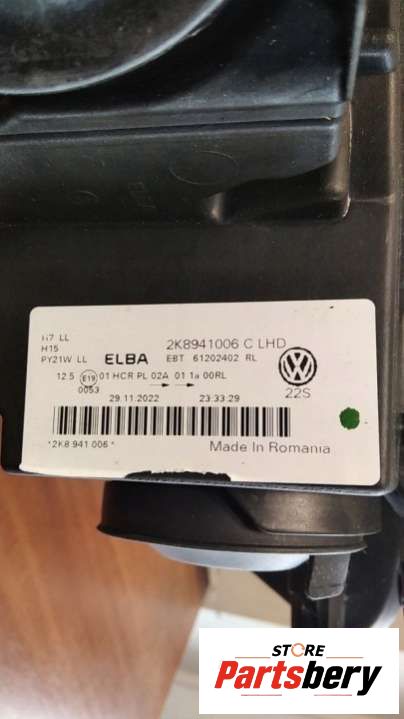 H7 LL
H15
PY21W LL
ELBA
2K8941006 C LHD
EBT 61202402 RL
12.5 E19 01 HCR PL 02A 01 1a 00RL
0053
22S
29.11.2022 23:33:29
*2K8 941 006*
Made In Romania
STORE
Partsbery